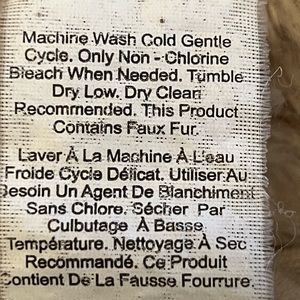 Machine Wash Cold Gentle
Cycle. Only Non - Chlorine
Bleach When Needed. Tumble
Dry Low. Dry Clean
Recommended. This Product
Contains Faux Fur.
Laver À La Machine À L'eau
Froide Cycle Délicat. Utiliser Au
Besoin Un Agent De Blanchiment
Sans Chlore. Sécher Par
Culbutage À Basse
Température. Nettoyage À Sec
Recommandé. Ce Produit
Contient De La Fausse Fourrure.